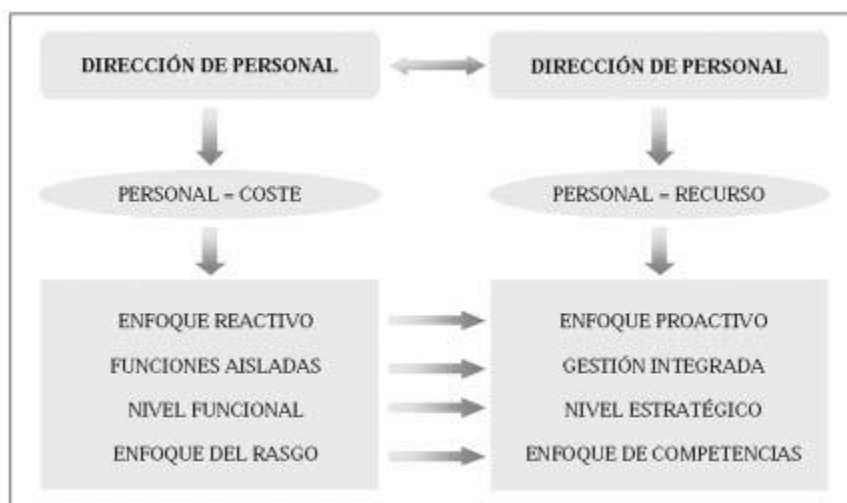 DIRECCIÓN DE PERSONAL
DIRECCIÓN DE PERSONAL
PERSONAL = COSTE
PERSONAL = RECURSO
ENFOQUE REACTIVO
ENFOQUE PROACTIVO
FUNCIONES AISLADAS
GESTIÓN INTEGRADA
NIVEL FUNCIONAL
NIVEL ESTRATÉGICO
ENFOQUE DEL RASGO
ENFOQUE DE COMPETENCIAS